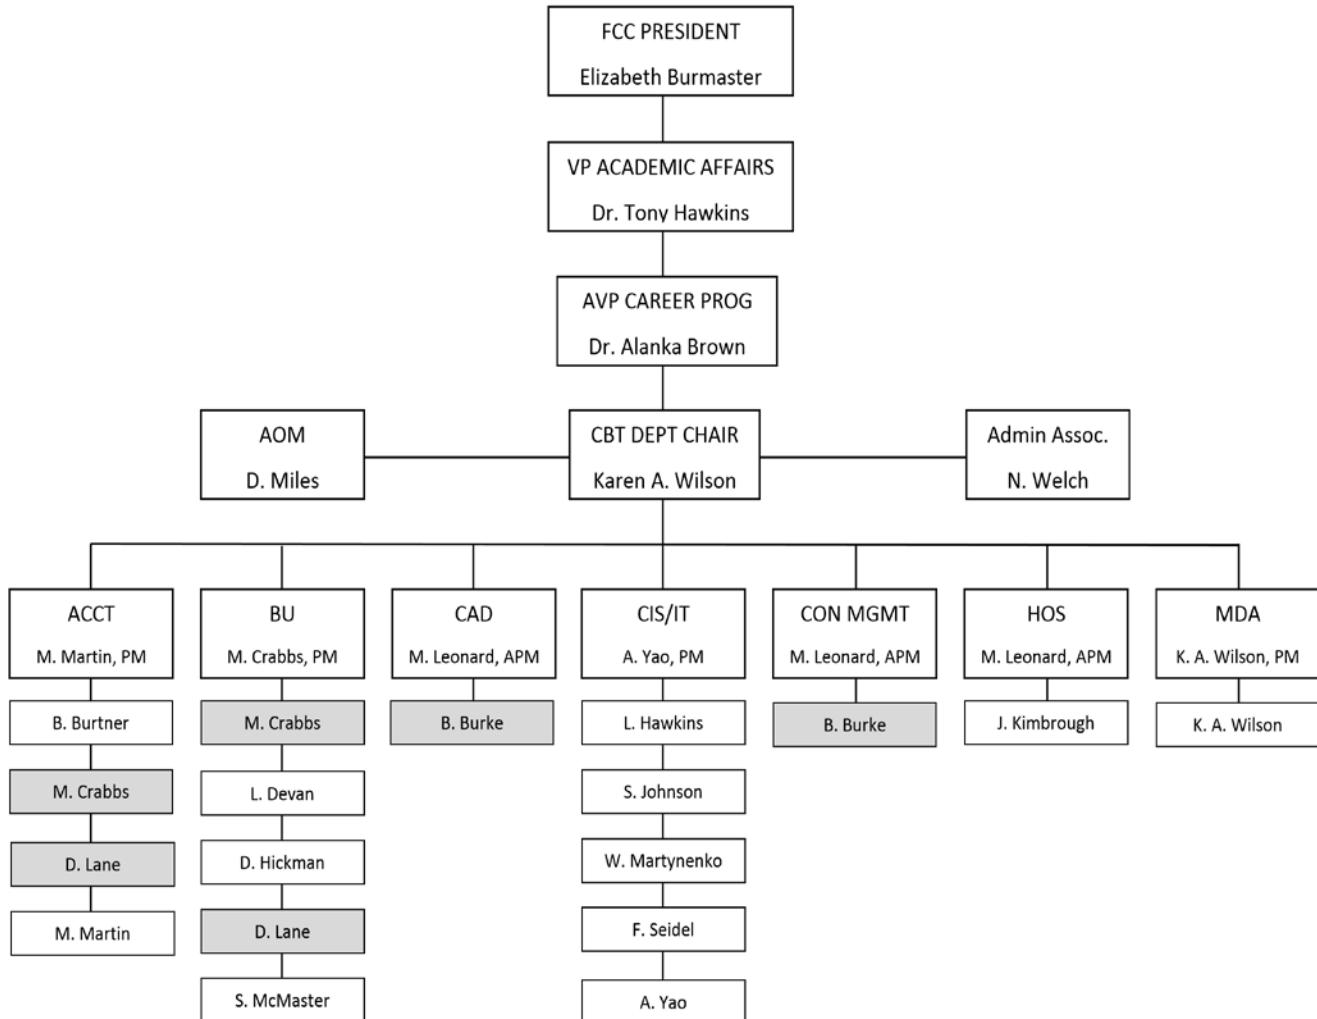 FCC PRESIDENT
Elizabeth Burmaster
VP ACADEMIC AFFAIRS
Dr. Tony Hawkins
AVP CAREER PROG
Dr. Alanka Brown
AOM
D. Miles
CBT DEPT CHAIR
Karen A. Wilson
Admin Assoc.
N. Welch
ACCT
M. Martin, PM
B. Burtner
M. Crabbs
D. Lane
M. Martin
BU
M. Crabbs, PM
M. Crabbs
L. Devan
D. Hickman
D. Lane
S. McMaster
CAD
M. Leonard, APM
B. Burke
CIS/IT
A. Yao, PM
L. Hawkins
S. Johnson
W. Martynenko
F. Seidel
A. Yao
CON MGMT
M. Leonard, APM
B. Burke
HOS
M. Leonard, APM
J. Kimbrough
MDA
K. A. Wilson, PM
K. A. Wilson